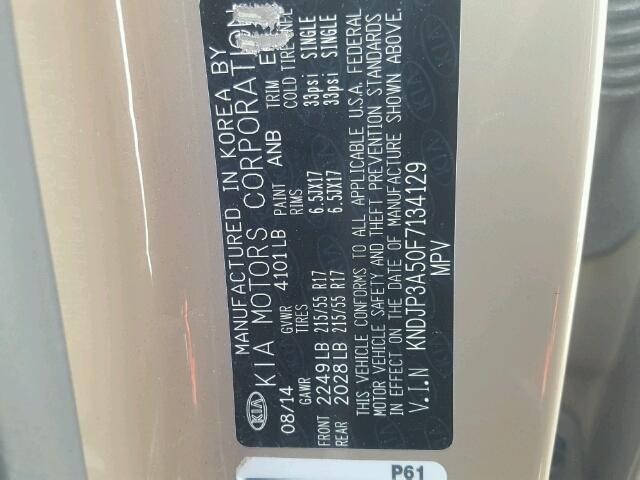 KIA
MANUFACTURED IN KOREA BY
KIA MOTORS CORPORATION
08/14 GVWR 4101LB PAINT ANB TRIM
GAWR TIRES RIMS COLD TIRE
FRONT 2249LB 215/55 R17 6.5JX17 33psi SINGLE
REAR 2028LB 215/55 R17 6.5JX17 33psi SINGLE
THIS VEHICLE CONFORMS TO ALL APPLICABLE U.S.A. FEDERAL
MOTOR VEHICLE SAFETY AND THEFT PREVENTION STANDARDS
IN EFFECT ON THE DATE OF MANUFACTURE SHOWN ABOVE.
V.I.N KNDJP3A50F7134129
MPV
P61